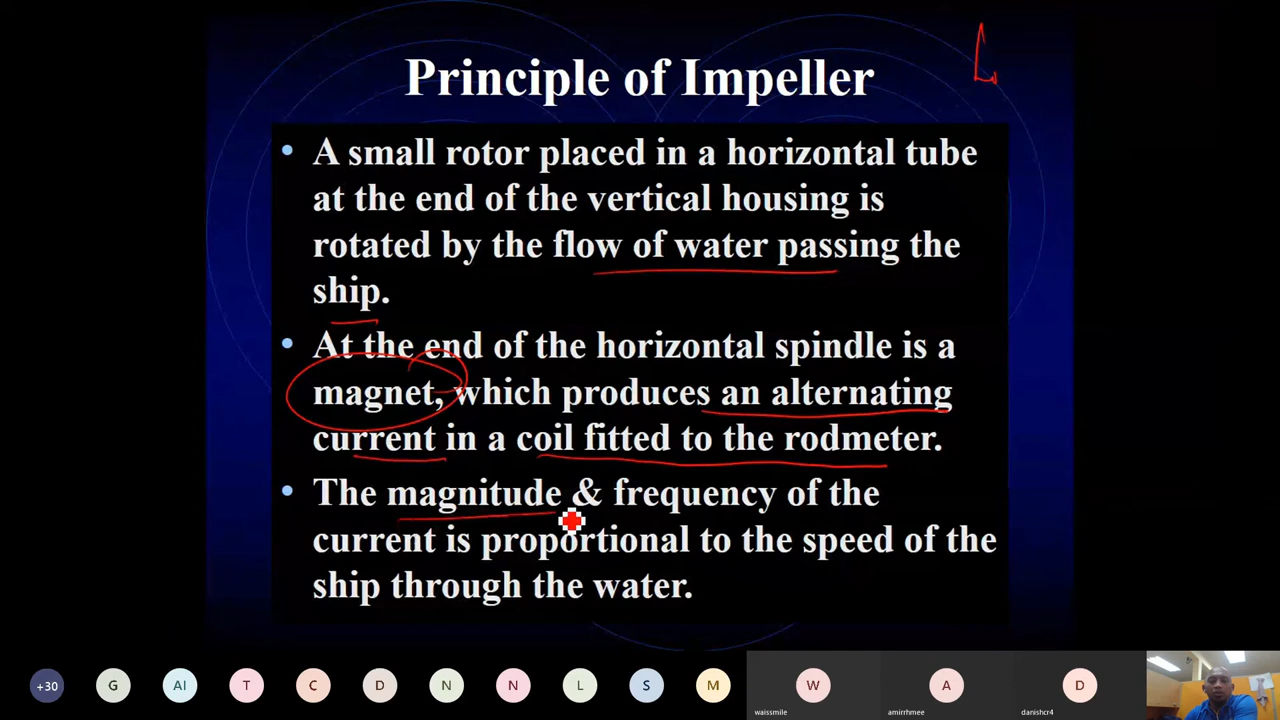 Principle of Impeller
• A small rotor placed in a horizontal tube
at the end of the vertical housing is
rotated by the flow of water passing the
ship.
• At the end of the horizontal spindle is a
magnet, which produces an alternating
current in a coil fitted to the rodmeter.
• The magnitude & frequency of the
current is proportional to the speed of the
ship through the water.
+30 G AI T C D N N L S M W A D
waissmile amirrhmee danishcr4